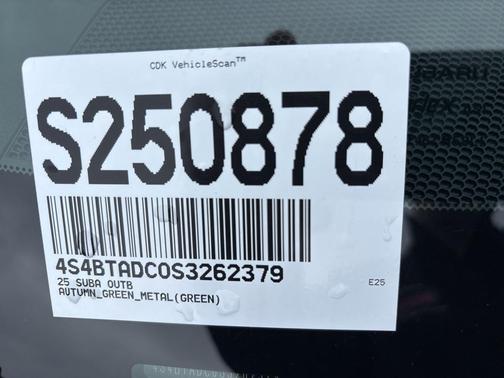 CDK VehicleScan™
S250878
4S4BTADC0S3262379
25 SUBA OUTB
E25
AUTUMN_GREEN_METAL(GREEN)